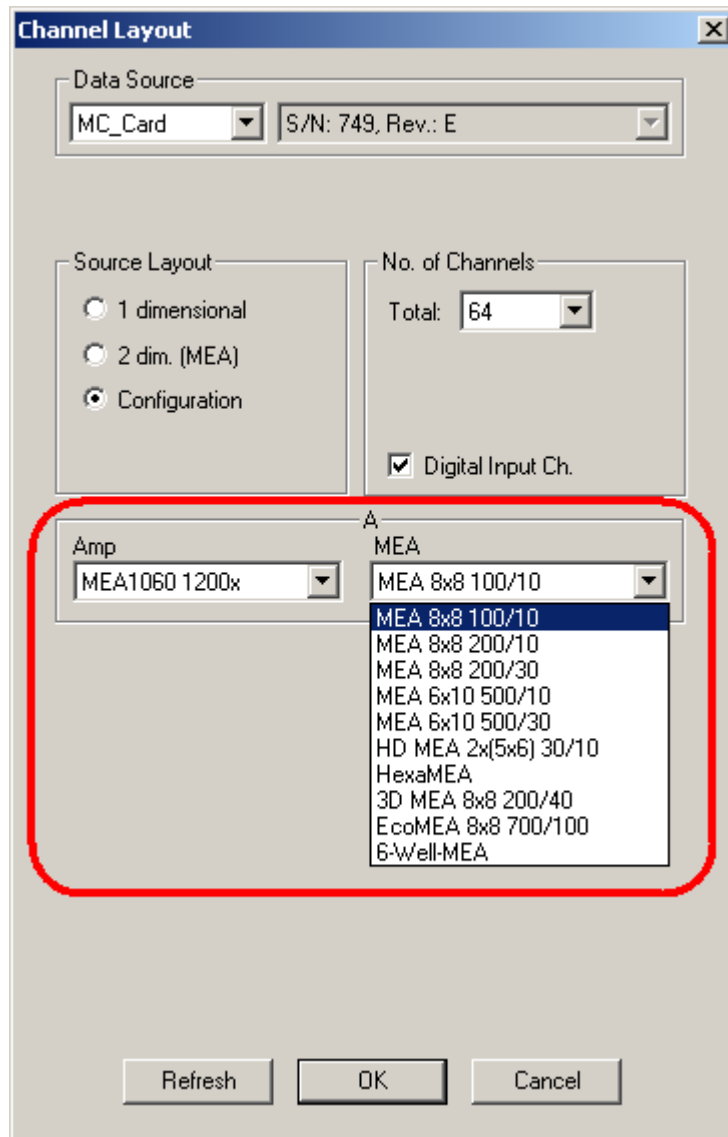 Channel Layout
Data Source
MC_Card
S/N: 749, Rev.: E
Source Layout
1 dimensional
2 dim. (MEA)
Configuration
No. of Channels
Total: 64
Digital Input Ch.
A
Amp
MEA1060 1200x
MEA
MEA 8x8 100/10
MEA 8x8 100/10
MEA 8x8 200/10
MEA 8x8 200/30
MEA 6x10 500/10
MEA 6x10 500/30
HD MEA 2x(5x6) 30/10
HexaMEA
3D MEA 8x8 200/40
EcoMEA 8x8 700/100
6-Well-MEA
Refresh
OK
Cancel